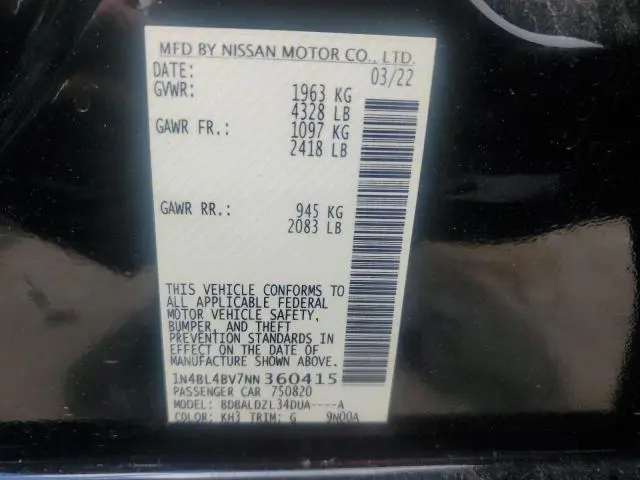 MFD BY NISSAN MOTOR CO., LTD.
DATE: 03/22
GVWR: 1963 KG
4328 LB
GAWR FR.: 1097 KG
2418 LB
GAWR RR.: 945 KG
2083 LB
THIS VEHICLE CONFORMS TO
ALL APPLICABLE FEDERAL
MOTOR VEHICLE SAFETY,
BUMPER, AND THEFT
PREVENTION STANDARDS IN
EFFECT ON THE DATE OF
MANUFACTURE SHOWN ABOVE.
1N4BL4BV7NN360415
PASSENGER CAR 750820
MODEL: BDBALDZL34DUA----A
COLOR: KH3 TRIM: G 9N00A